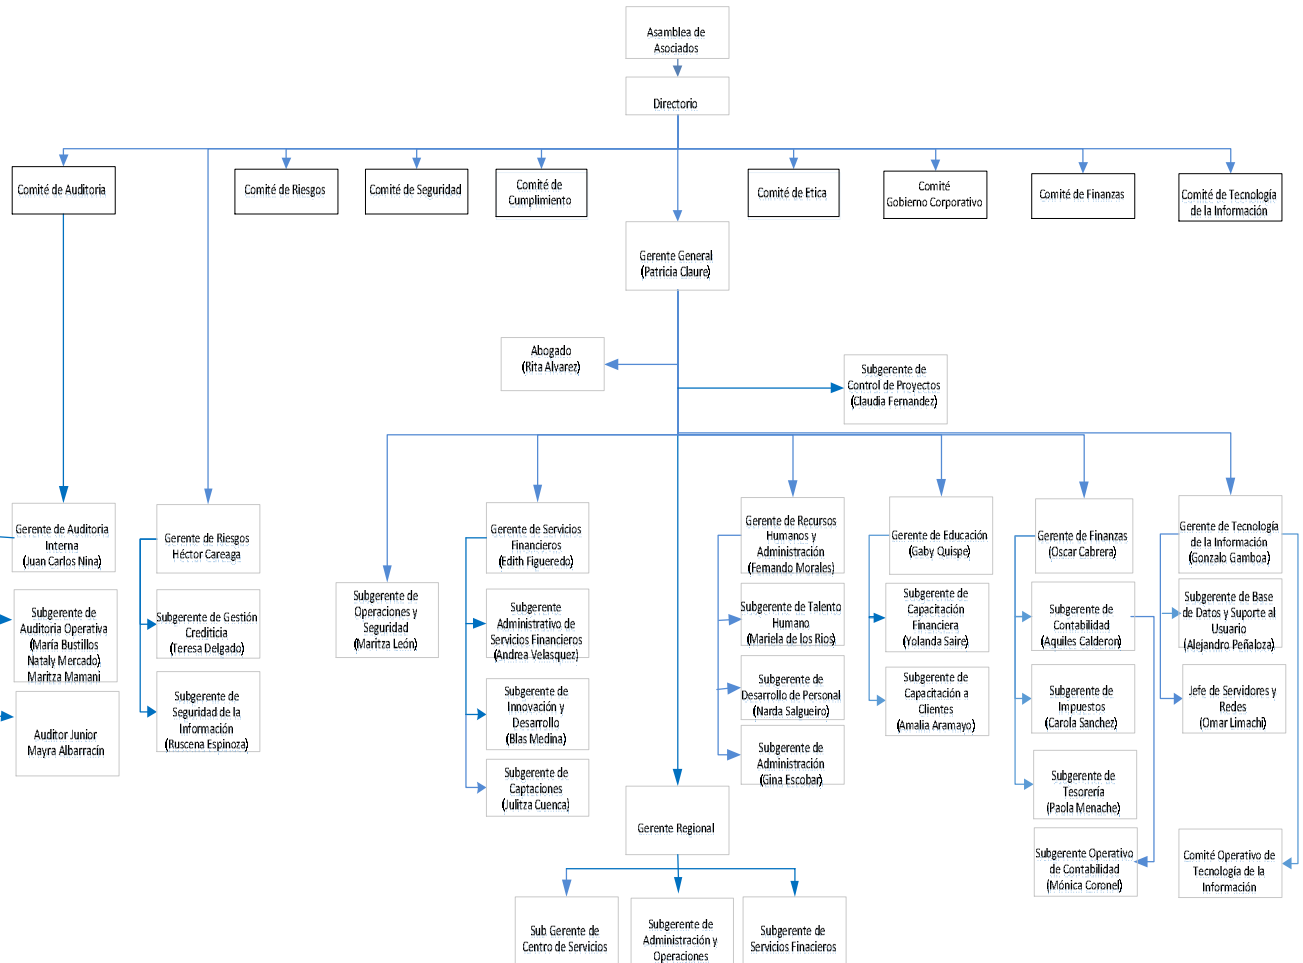 Asamblea de
Asociados
Directorio
Comité de Auditoria
Comité de Riesgos
Comité de Seguridad
Comité de
Cumplimiento
Comité de Etica
Comité
Gobierno Corporativo
Comité de Finanzas
Comité de Tecnología
de la Información
Gerente General
(Patricia Claure)
Abogado
(Rita Alvarez)
Subgerente de
Control de Proyectos
(Claudia Fernandez)
Gerente de Auditoria
Interna
(Juan Carlos Nina)
Gerente de Riesgos
Héctor Careaga
Gerente de Servicios
Financieros
(Edith Figueredo)
Gerente de Recursos
Humanos y
Administración
(Fernando Morales)
Gerente de Educación
(Gaby Quispe)
Gerente de Finanzas
(Oscar Cabrera)
Gerente de Tecnología
de la Información
(Gonzalo Gamboa)
Subgerente de
Auditoria Operativa
(María Bustillos
Nataly Mercado)
Maritza Mamani
Subgerente de Gestión
Crediticia
(Teresa Delgado)
Subgerente de
Operaciones y
Seguridad
(Maritza León)
Subgerente
Administrativo de
Servicios Financieros
(Andrea Velasquez)
Subgerente de Talento
Humano
(Mariela de los Rios)
Subgerente de
Capacitación
Financiera
(Yolanda Saire)
Subgerente de
Contabilidad
(Aquiles Calderon)
Subgerente de Base
de Datos y Suporte al
Usuario
(Alejandro Peñaloza)
Auditor Junior
Mayra Albarracín
Subgerente de
Seguridad de la
Información
(Ruscena Espinoza)
Subgerente de
Innovación y
Desarrollo
(Blas Medina)
Subgerente de
Desarrollo de Personal
(Narda Salgueiro)
Subgerente de
Capacitación a
Clientes
(Amalia Aramayo)
Subgerente de
Impuestos
(Carola Sanchez)
Jefe de Servidores y
Redes
(Omar Limachi)
Subgerente de
Captaciones
(Julitza Cuenca)
Subgerente de
Administración
(Gina Escobar)
Subgerente de
Tesorería
(Paola Menache)
Gerente Regional
Subgerente Operativo
de Contabilidad
(Mónica Coronel)
Comité Operativo de
Tecnología de la
Información
Sub Gerente de
Centro de Servicios
Subgerente de
Administración y
Operaciones
Subgerente de
Servicios Finacieros